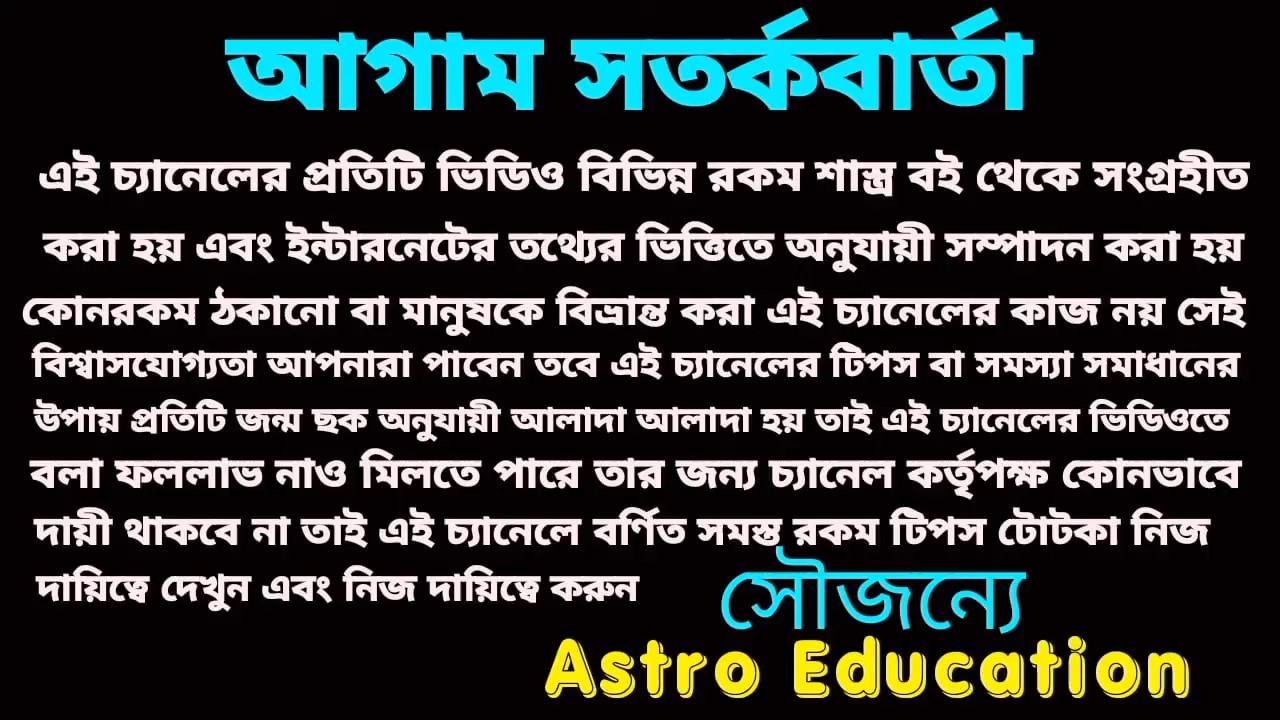 আগাম সতর্কবার্তা
এই চ্যানেলের প্রতিটি ভিডিও বিভিন্ন রকম শাস্ত্র বই থেকে সংগ্রহীত
করা হয় এবং ইন্টারনেটের তথ্যের ভিত্তিতে অনুযায়ী সম্পাদন করা হয়
কোনরকম ঠকানো বা মানুষকে বিভ্রান্ত করা এই চ্যানেলের কাজ নয় সেই
বিশ্বাসযোগ্যতা আপনারা পাবেন তবে এই চ্যানেলের টিপস বা সমস্যা সমাধানের
উপায় প্রতিটি জন্ম ছক অনুযায়ী আলাদা আলাদা হয় তাই এই চ্যানেলের ভিডিওতে
বলা ফললাভ নাও মিলতে পারে তার জন্য চ্যানেল কর্তৃপক্ষ কোনভাবে
দায়ী থাকবে না তাই এই চ্যানেলে বর্ণিত সমস্ত রকম টিপস টোটকা নিজ
দায়িত্বে দেখুন এবং নিজ দায়িত্বে করুন
সৌজন্যে
Astro Education